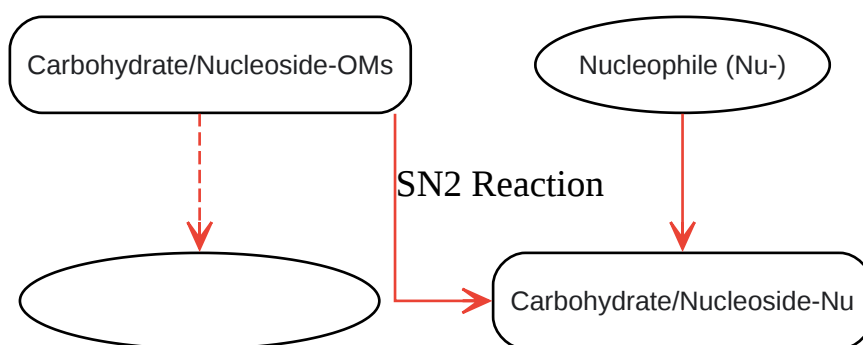 Carbohydrate/Nucleoside-OMs
Nucleophile (Nu-)
SN2 Reaction
Carbohydrate/Nucleoside-Nu